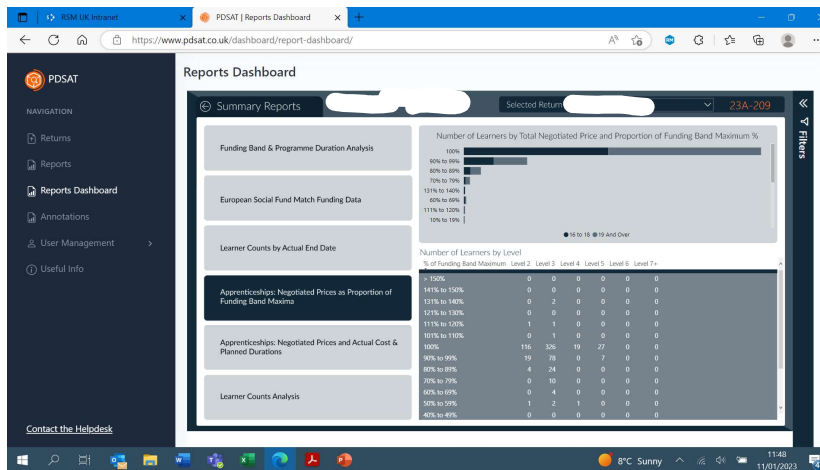 RSM UK Intranet
PDSAT | Reports Dashboard
https://www.pdsat.co.uk/dashboard/report-dashboard/
PDSAT
NAVIGATION
Returns
Reports
Reports Dashboard
Annotations
User Management
Useful Info
Contact the Helpdesk
Reports Dashboard
Summary Reports
Selected Return
23A-209
Filters
Funding Band & Programme Duration Analysis
European Social Fund Match Funding Data
Learner Counts by Actual End Date
Apprenticeships: Negotiated Prices as Proportion of
Funding Band Maxima
Apprenticeships: Negotiated Prices and Actual Cost &
Planned Durations
Learner Counts Analysis
Number of Learners by Total Negotiated Price and Proportion of Funding Band Maximum %
100%
90% to 99%
80% to 89%
70% to 79%
131% to 140%
60% to 69%
111% to 120%
10% to 19%
16 to 18 19 And Over
Number of Learners by Level
% of Funding Band Maximum Level 2 Level 3 Level 4 Level 5 Level 6 Level 7+
> 150% 0 0 0 0 0 0
141% to 150% 0 0 0 0 0 0
131% to 140% 0 2 0 0 0 0
121% to 130% 0 0 0 0 0 0
111% to 120% 1 1 0 0 0 0
101% to 110% 0 1 0 0 0 0
100% 116 326 19 27 0 0
90% to 99% 19 78 0 7 0 0
80% to 89% 4 24 0 0 0 0
70% to 79% 0 10 0 0 0 0
60% to 69% 0 4 0 0 0 0
50% to 59% 1 2 1 0 0 0
40% to 49% 0 0 0 0 0 0
8°C Sunny
11:48
11/01/2023